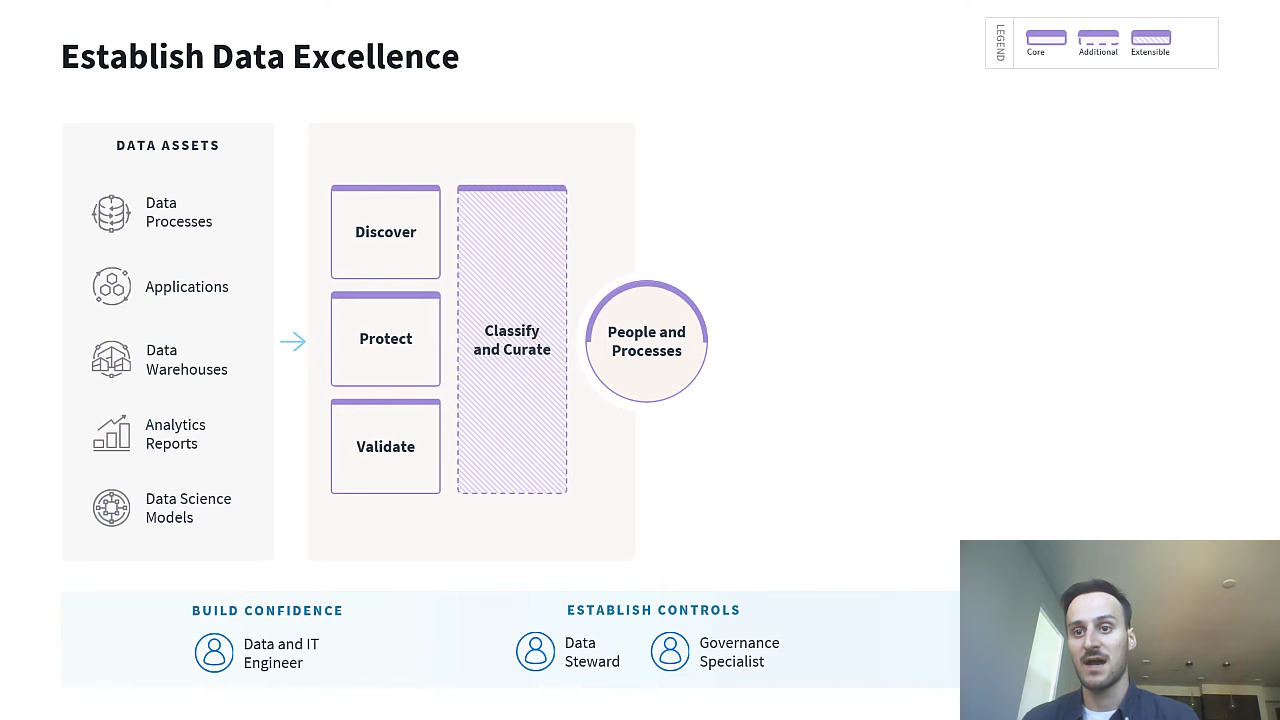 Establish Data Excellence
LEGEND
Core
Additional
Extensible
DATA ASSETS
Data
Processes
Applications
Data
Warehouses
Analytics
Reports
Data Science
Models
Discover
Protect
Validate
Classify
and Curate
People and
Processes
BUILD CONFIDENCE
Data and IT
Engineer
ESTABLISH CONTROLS
Data
Steward
Governance
Specialist